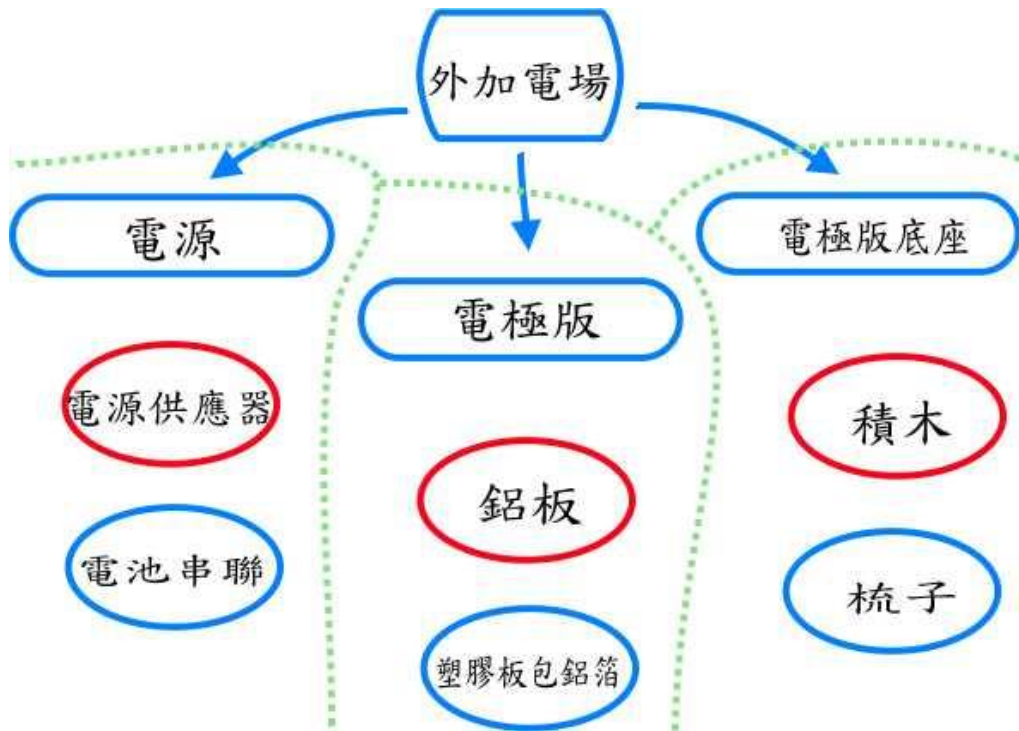 外加電場
電源
電極版
電極版底座
電源供應器
電池串聯
鋁板
塑膠板包鋁箔
積木
梳子